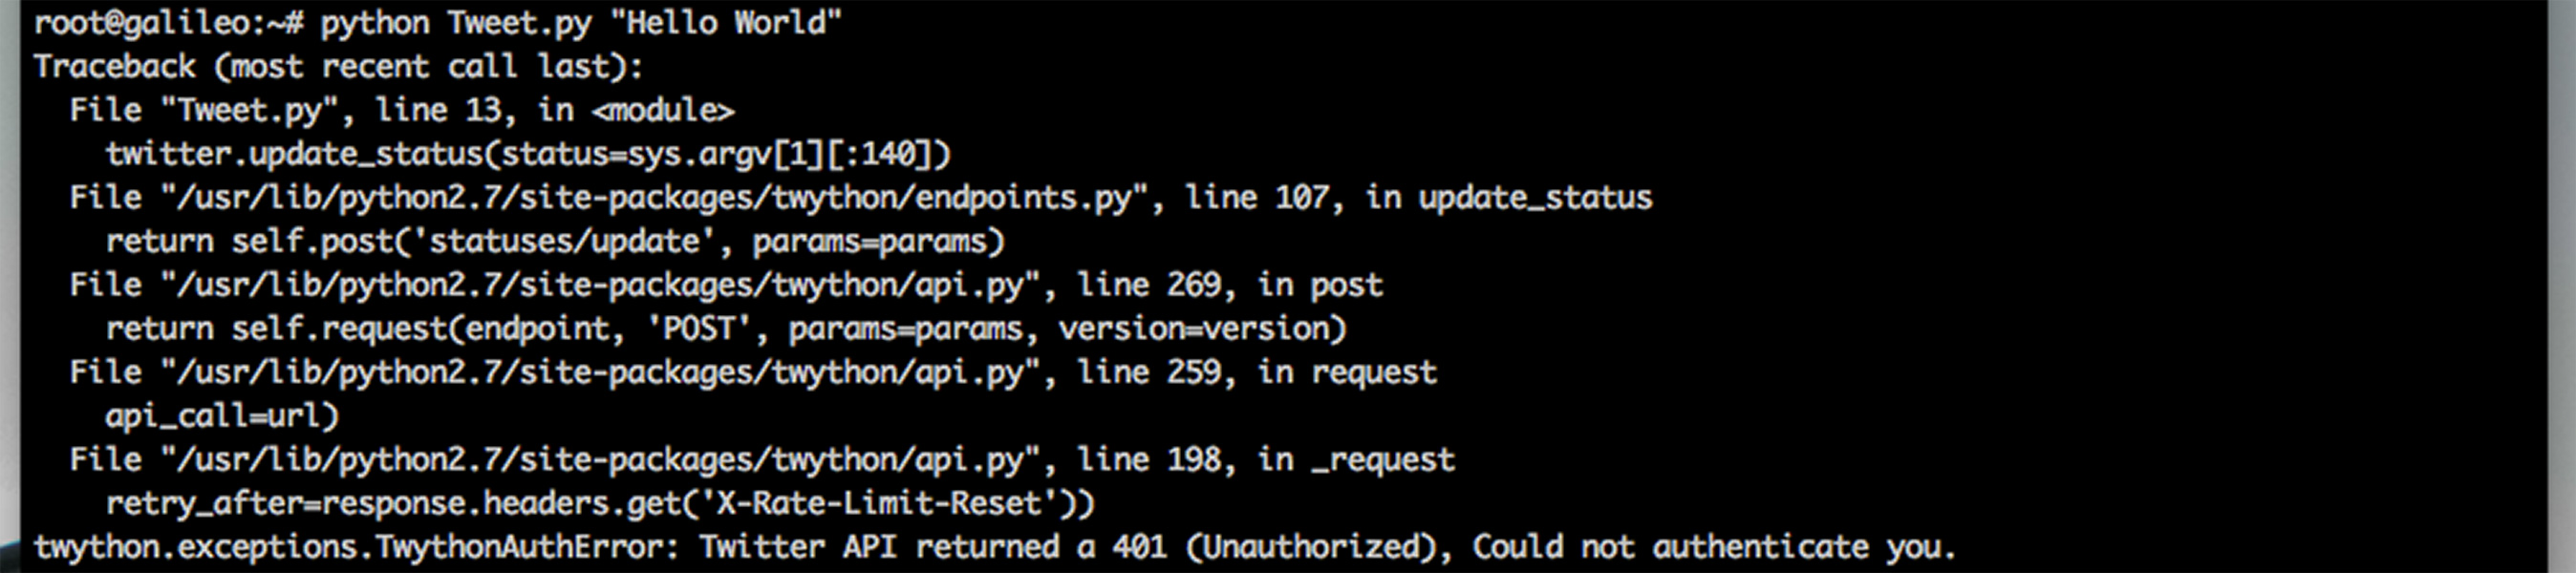 root@galileo:~# python Tweet.py "Hello World"
Traceback (most recent call last):
  File "Tweet.py", line 13, in <module>
    twitter.update_status(status=sys.argv[1][:140])
  File "/usr/lib/python2.7/site-packages/twython/endpoints.py", line 107, in update_status
    return self.post('statuses/update', params=params)
  File "/usr/lib/python2.7/site-packages/twython/api.py", line 269, in post
    return self.request(endpoint, 'POST', params=params, version=version)
  File "/usr/lib/python2.7/site-packages/twython/api.py", line 259, in request
    api_call=url)
  File "/usr/lib/python2.7/site-packages/twython/api.py", line 198, in _request
    retry_after=response.headers.get('X-Rate-Limit-Reset'))
twython.exceptions.TwythonAuthError: Twitter API returned a 401 (Unauthorized), Could not authenticate you.